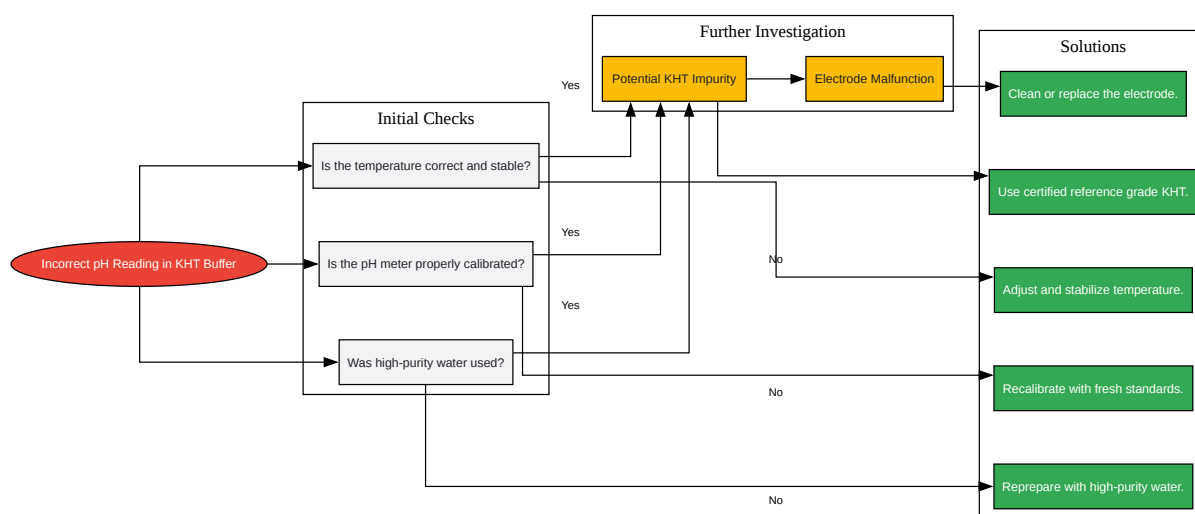 Further Investigation
Solutions
Potential KHT Impurity
Electrode Malfunction
Yes
Clean or replace the electrode.
Initial Checks
Is the temperature correct and stable?
Use certified reference grade KHT.
Yes
Incorrect pH Reading in KHT Buffer
Is the pH meter properly calibrated?
No
Adjust and stabilize temperature.
Yes
Was high-purity water used?
No
Recalibrate with fresh standards.
Reprepare with high-purity water.
No